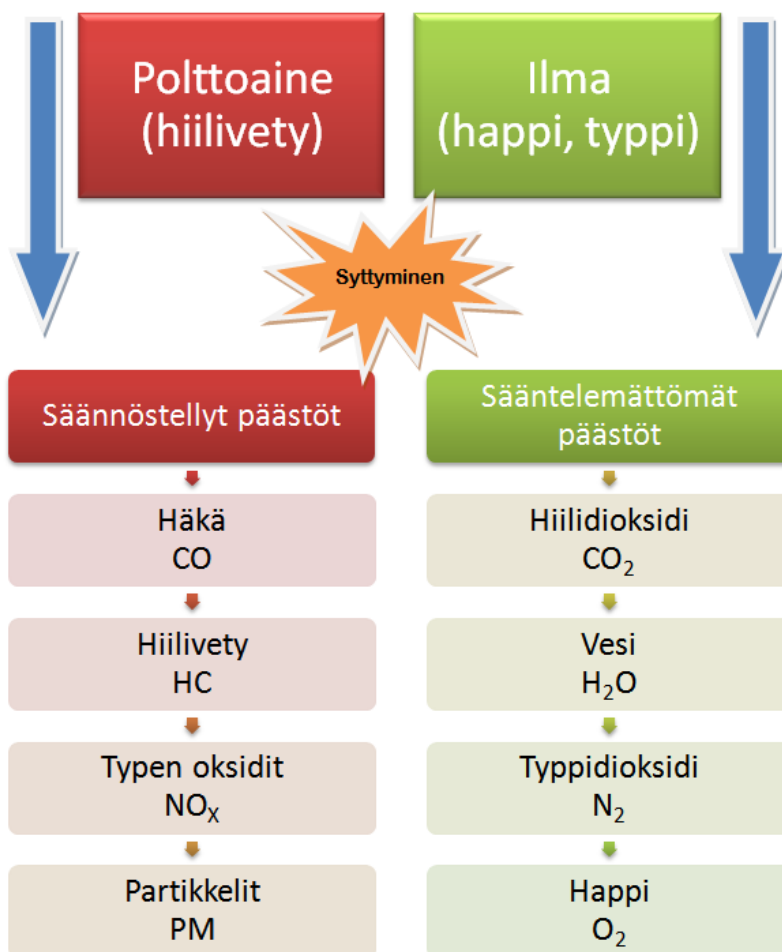 Polttoaine
(hiilivety)
Ilma
(happi, typpi)
Syttyminen
Säännöstellyt päästöt
Häkä
CO
Hiilivety
HC
Typen oksidit
NOₓ
Partikkelit
PM
Sääntelemättömät
päästöt
Hiilidioksidi
CO₂
Vesi
H₂O
Typpidioksidi
N₂
Happi
O₂